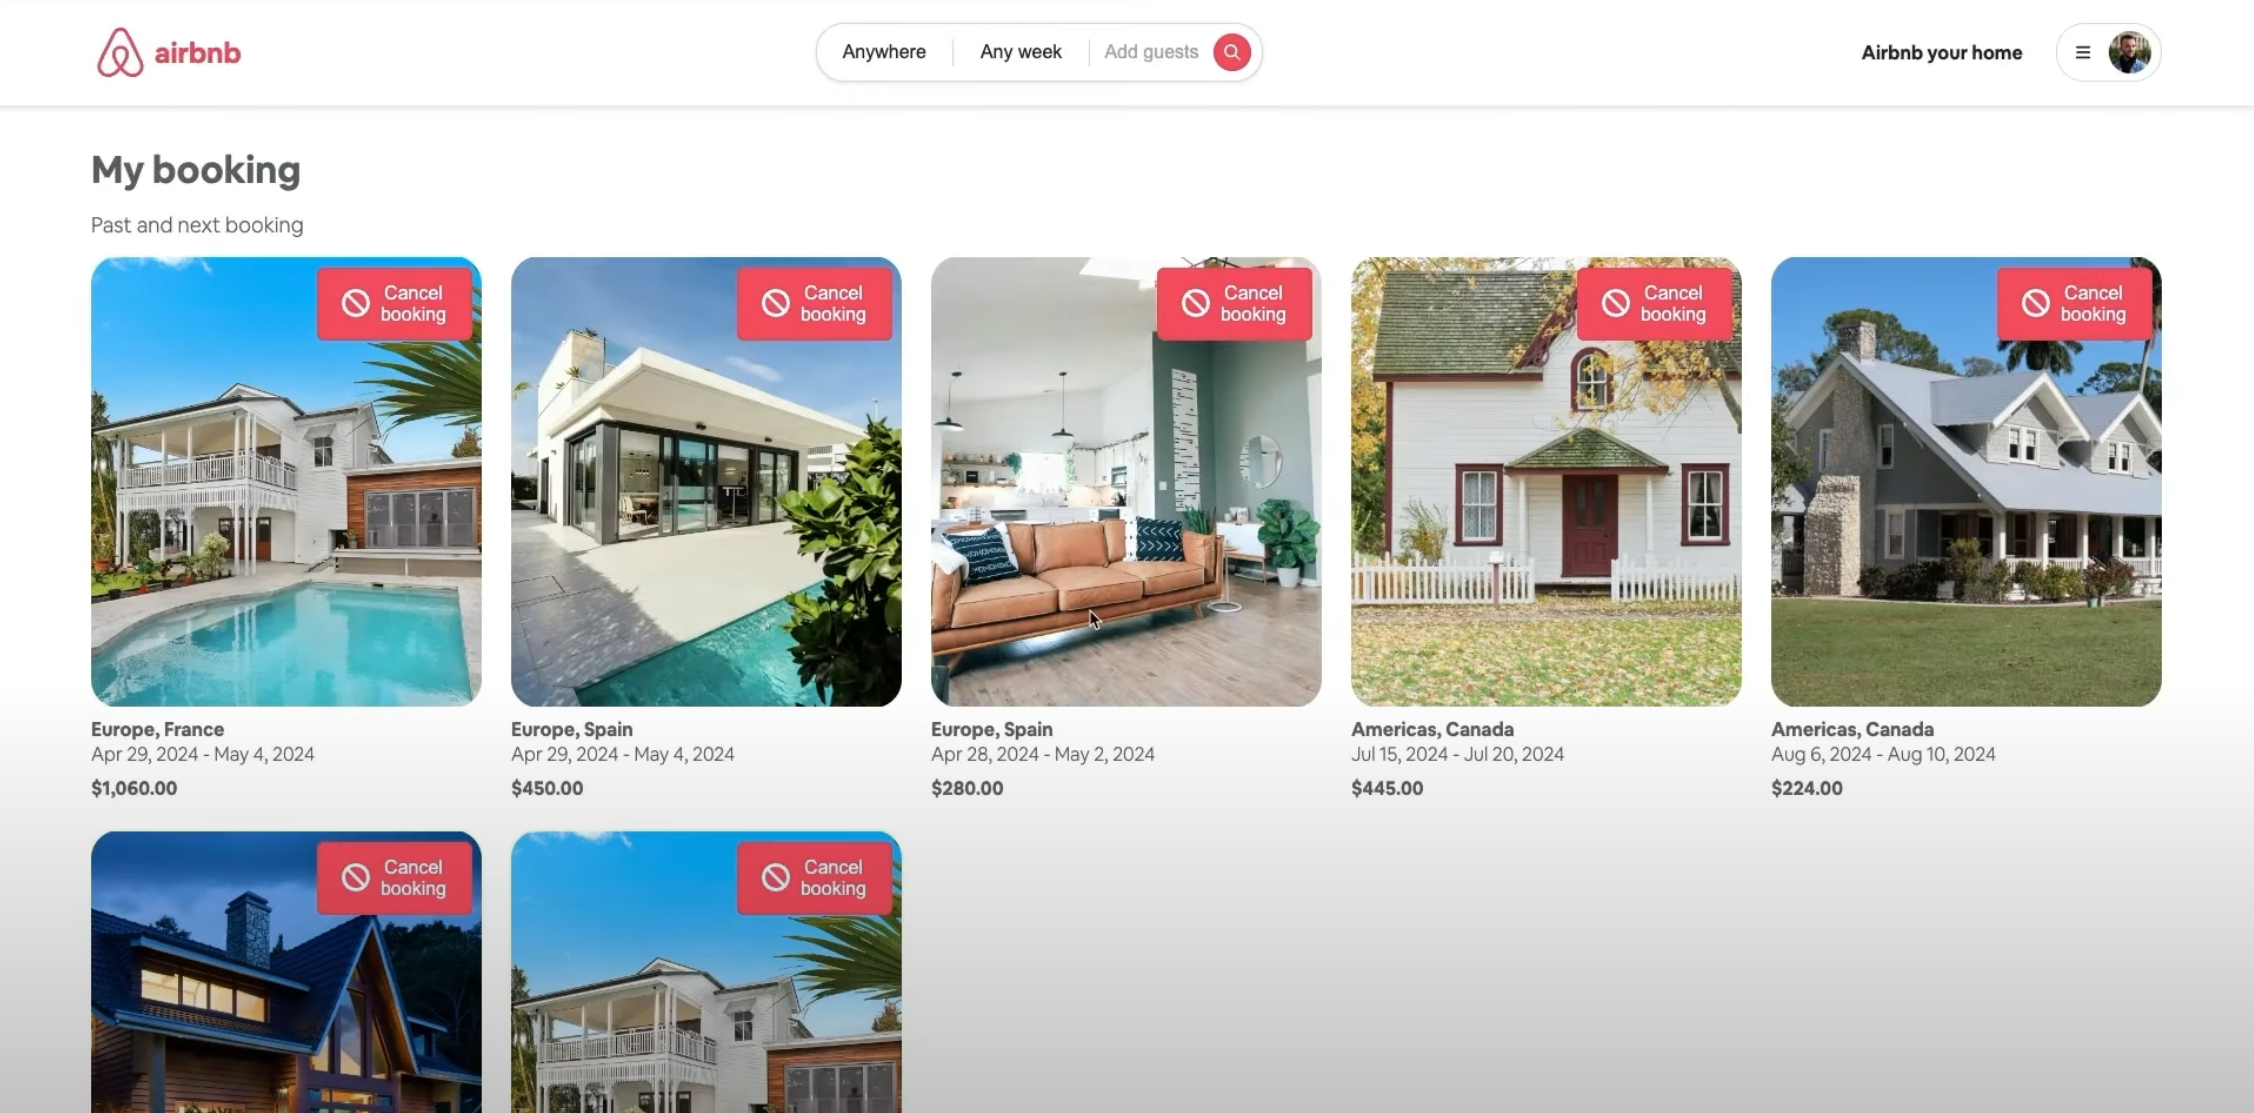 airbnb
Anywhere
Any week
Add guests
Airbnb your home
My booking
Past and next booking
Cancel
booking
Cancel
booking
Cancel
booking
Cancel
booking
Cancel
booking
Europe, France
Apr 29, 2024 - May 4, 2024
$1,060.00
Europe, Spain
Apr 29, 2024 - May 4, 2024
$450.00
Europe, Spain
Apr 28, 2024 - May 2, 2024
$280.00
Americas, Canada
Jul 15, 2024 - Jul 20, 2024
$445.00
Americas, Canada
Aug 6, 2024 - Aug 10, 2024
$224.00
Cancel
booking
Cancel
booking